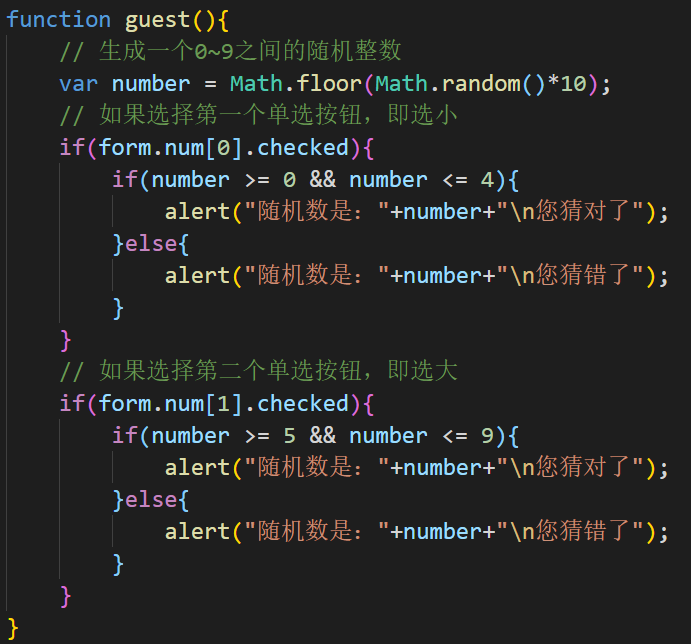 function guest(){
    // 生成一个0~9之间的随机整数
    var number = Math.floor(Math.random()*10);
    // 如果选择第一个单选按钮，即选小
    if(form.num[0].checked){
        if(number >= 0 && number <= 4){
            alert("随机数是："+number+"\n您猜对了");
        }else{
            alert("随机数是："+number+"\n您猜错了");
        }
    }
    // 如果选择第二个单选按钮，即选大
    if(form.num[1].checked){
        if(number >= 5 && number <= 9){
            alert("随机数是："+number+"\n您猜对了");
        }else{
            alert("随机数是："+number+"\n您猜错了");
        }
    }
}